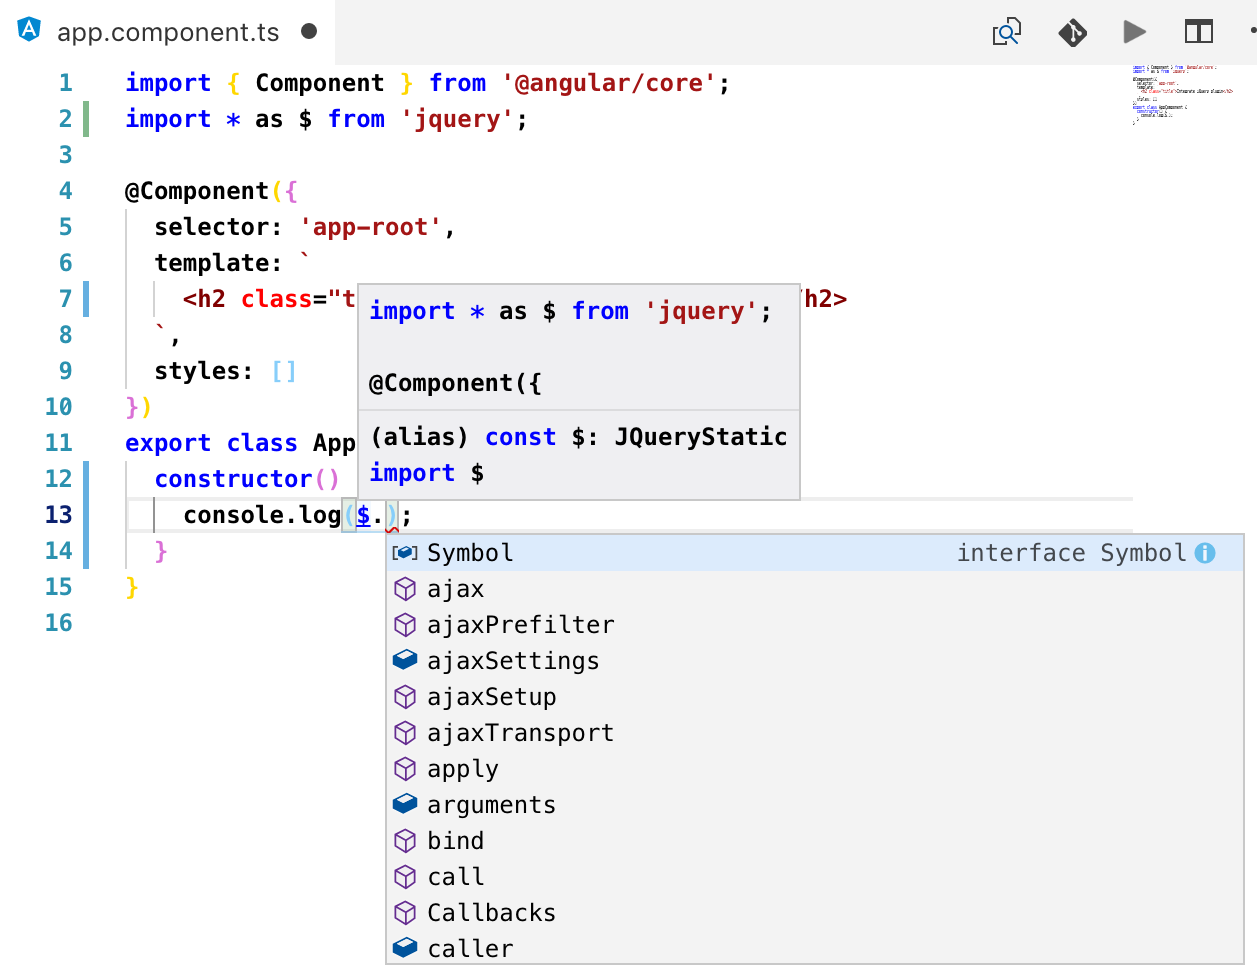 app.component.ts
1 import { Component } from '@angular/core';
2 import * as $ from 'jquery';
3
4 @Component({
5 selector: 'app-root',
6 template: `
7 <h2 class="t /h2>
8 `,
9 styles: []
10 })
11 export class App
12 constructor()
13 console.log($.);
14 }
15 }
16
import * as $ from 'jquery';
@Component({
(alias) const $: JQueryStatic
import $
Symbol interface Symbol
ajax
ajaxPrefilter
ajaxSettings
ajaxSetup
ajaxTransport
apply
arguments
bind
call
Callbacks
caller